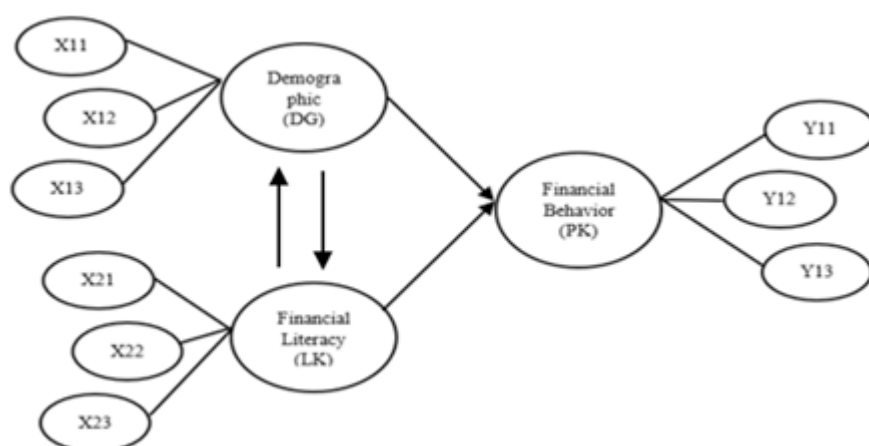 X11
X12
X13
Demogra
phic
(DG)
X21
X22
X23
Financial
Literacy
(LK)
Financial
Behavior
(PK)
Y11
Y12
Y13